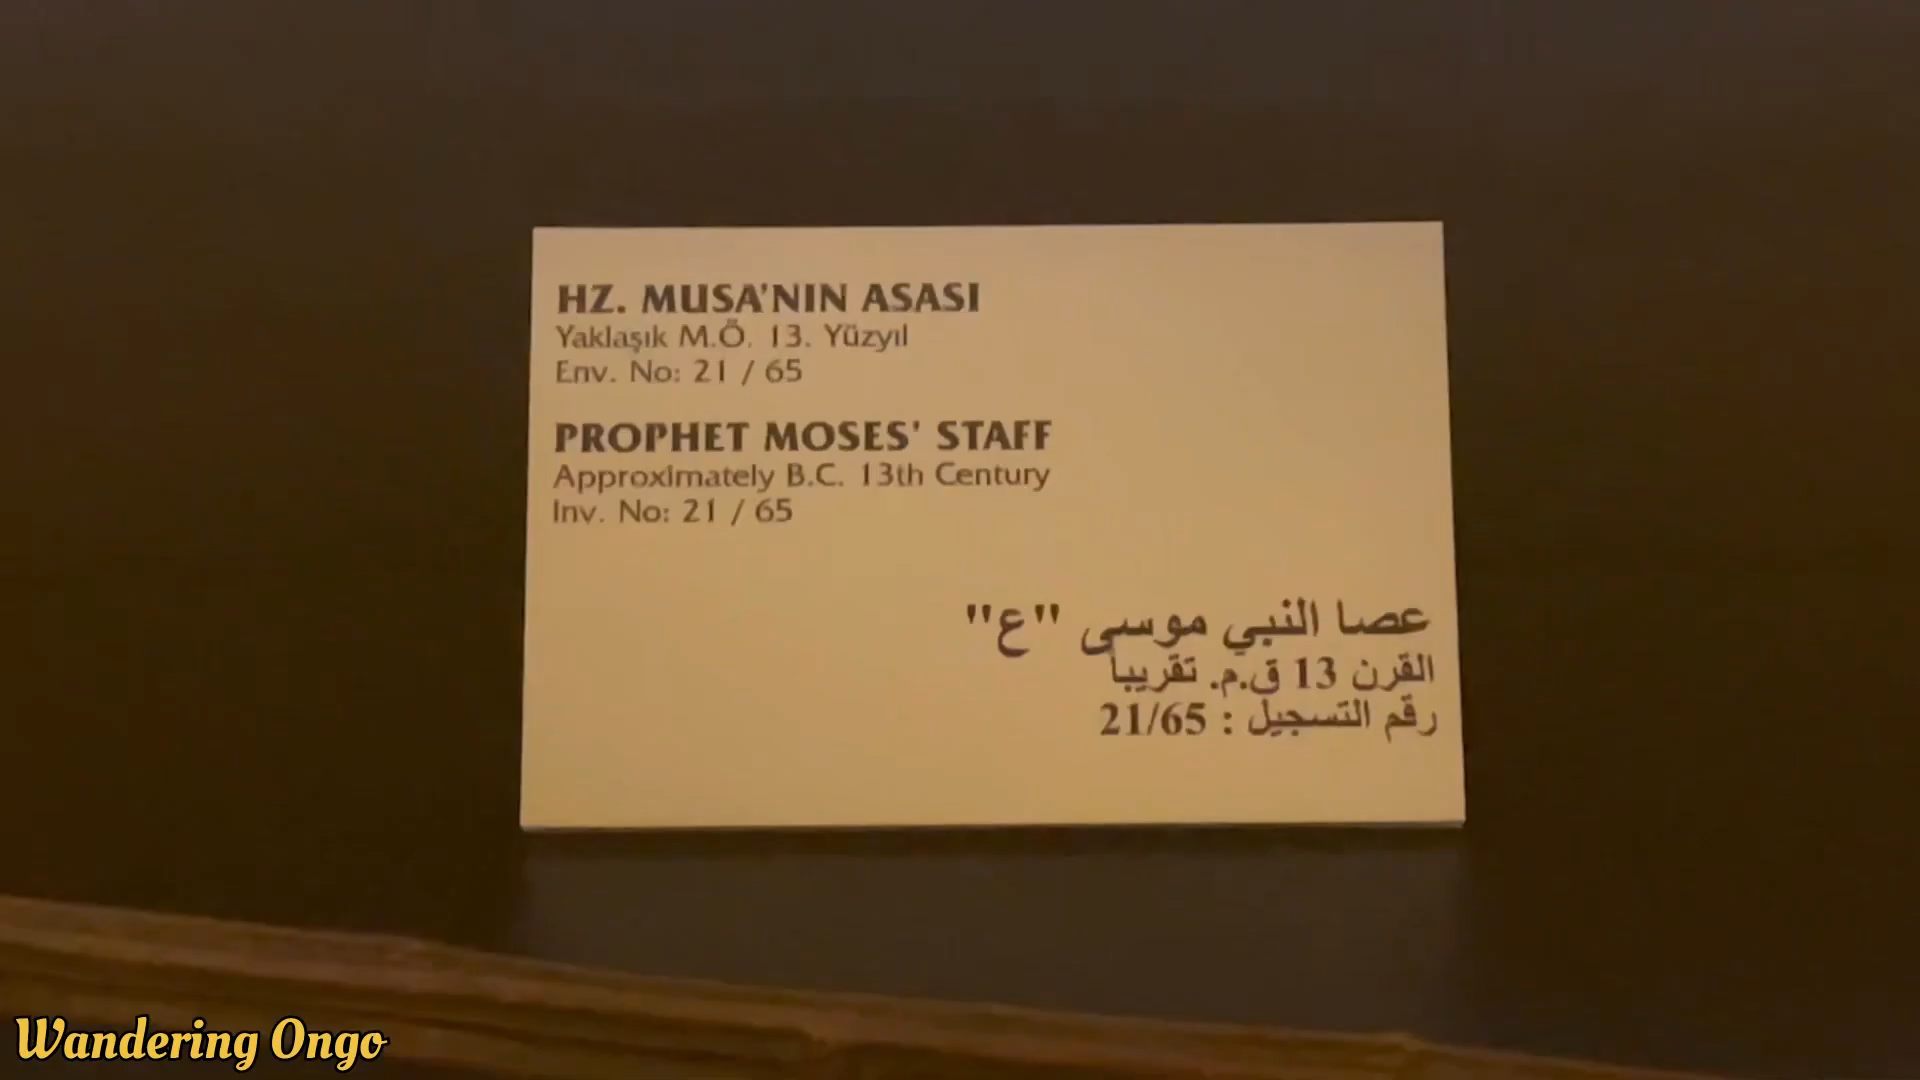 HZ. MUSA'NIN ASASI
Yaklaşık M.Ö. 13. Yüzyıl
Env. No: 21 / 65
PROPHET MOSES' STAFF
Approximately B.C. 13th Century
Inv. No: 21 / 65
عصا النبي موسى "ع"
القرن 13 ق.م. تقريبا
رقم التسجيل : 21/65
Wandering Ongo